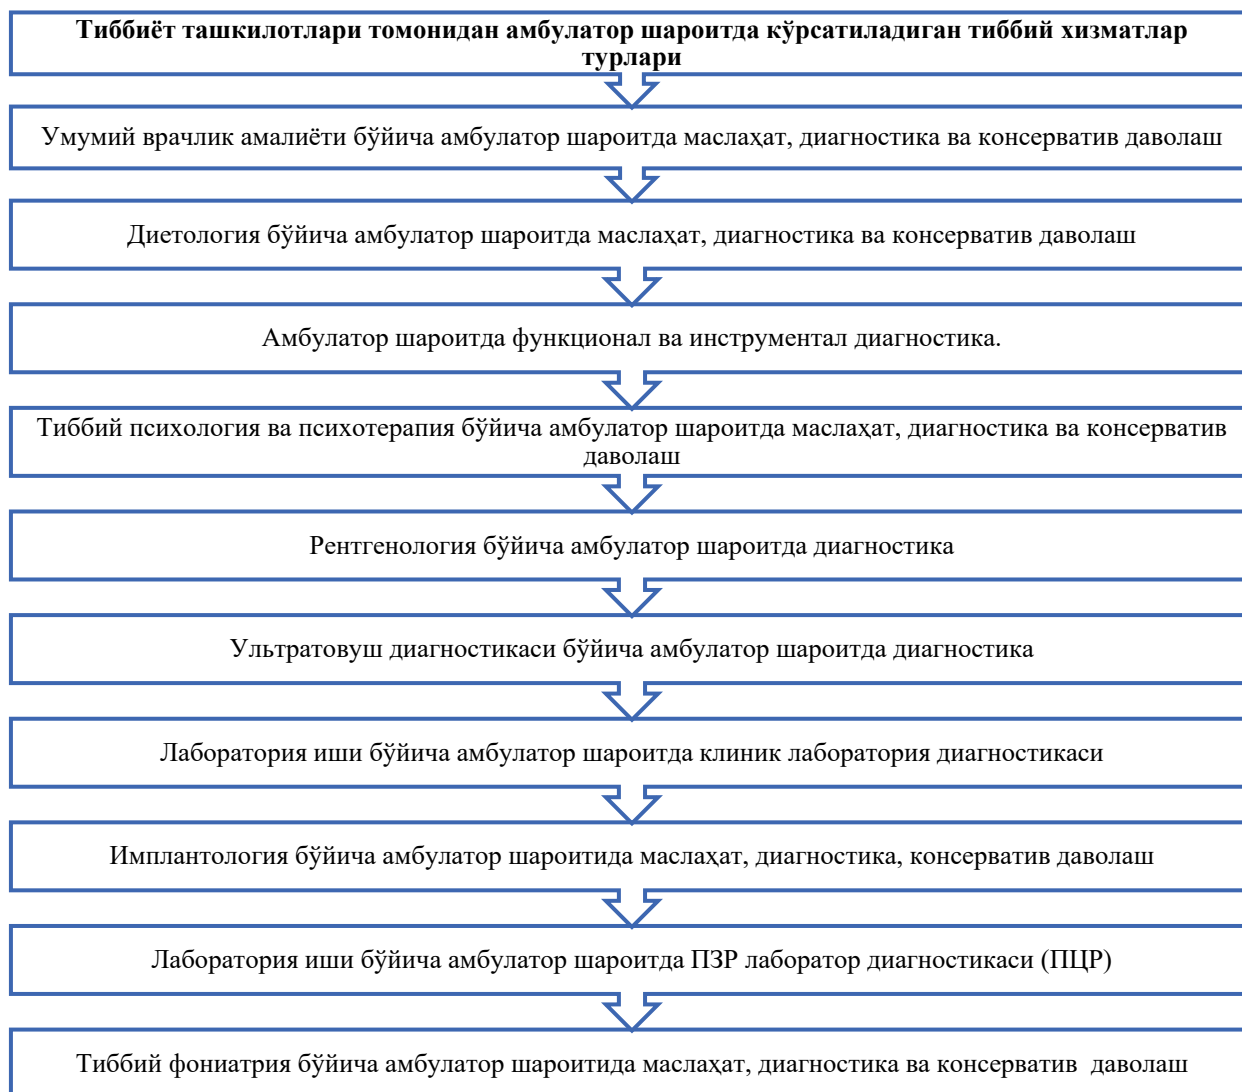 Тиббиёт ташкилотлари томонидан амбулатор шароитда кўрсатиладиган тиббий хизматлар
турлари
Умумий врачлик амалиёти бўйича амбулатор шароитда маслаҳат, диагностика ва консерватив даволаш
Диетология бўйича амбулатор шароитда маслаҳат, диагностика ва консерватив даволаш
Амбулатор шароитда функционал ва инструментал диагностика.
Тиббий психология ва психотерапия бўйича амбулатор шароитда маслаҳат, диагностика ва консерватив
даволаш
Рентгенология бўйича амбулатор шароитда диагностика
Ультратовуш диагностикаси бўйича амбулатор шароитда диагностика
Лаборатория иши бўйича амбулатор шароитда клиник лаборатория диагностикаси
Имплантология бўйича амбулатор шароитида маслаҳат, диагностика, консерватив даволаш
Лаборатория иши бўйича амбулатор шароитда ПЗР лаборатор диагностикаси (ПЦР)
Тиббий фониатрия бўйича амбулатор шароитида маслаҳат, диагностика ва консерватив даволаш